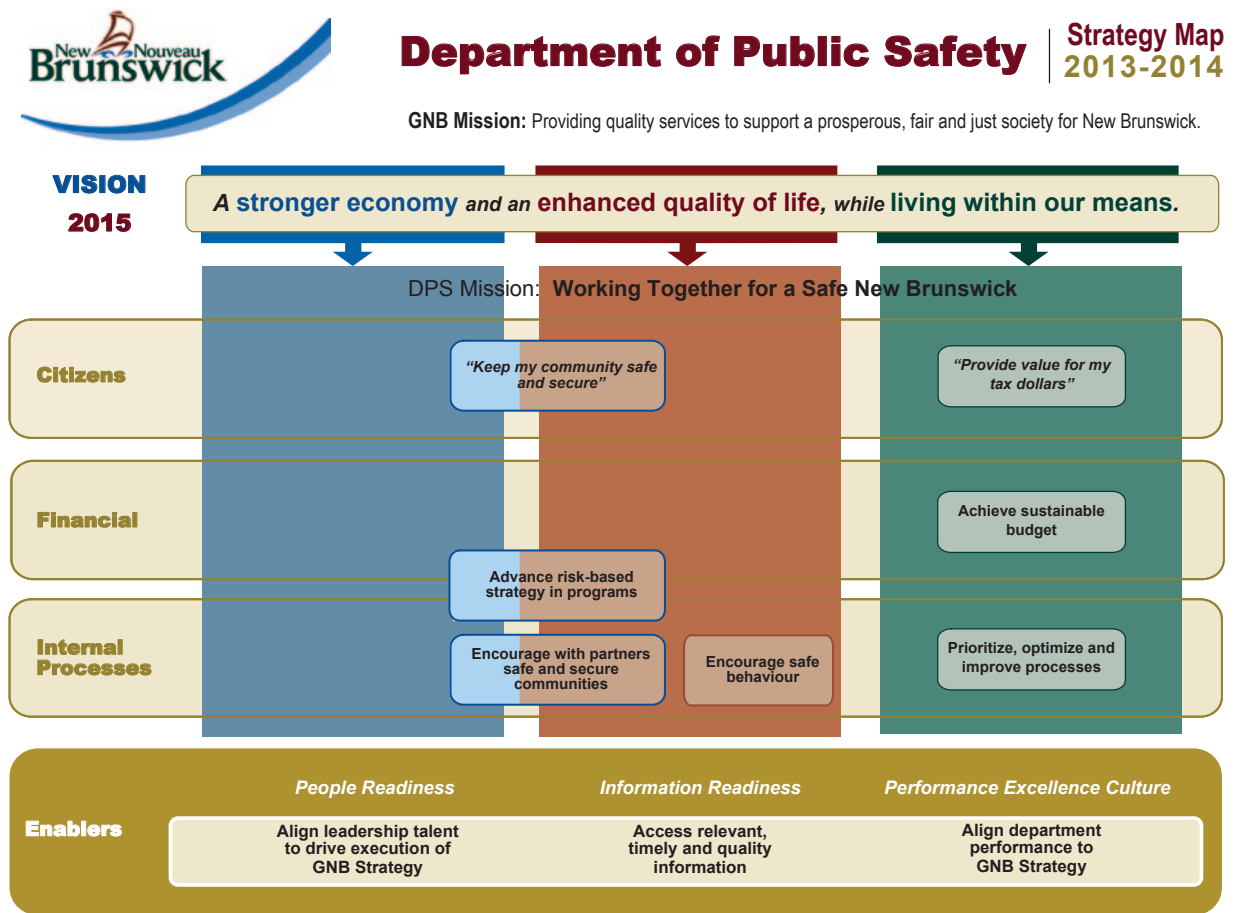 New Nouveau
Brunswick
Department of Public Safety
Strategy Map
2013-2014
GNB Mission: Providing quality services to support a prosperous, fair and just society for New Brunswick.
VISION
2015
A stronger economy and an enhanced quality of life, while living within our means.
DPS Mission: Working Together for a Safe New Brunswick
Citizens
“Keep my community safe
and secure”
“Provide value for my
tax dollars”
Financial
Achieve sustainable
budget
Advance risk-based
strategy in programs
Internal
Processes
Encourage with partners
safe and secure
communities
Encourage safe
behaviour
Prioritize, optimize and
improve processes
Enablers
People Readiness
Information Readiness
Performance Excellence Culture
Align leadership talent
to drive execution of
GNB Strategy
Access relevant,
timely and quality
information
Align department
performance to
GNB Strategy